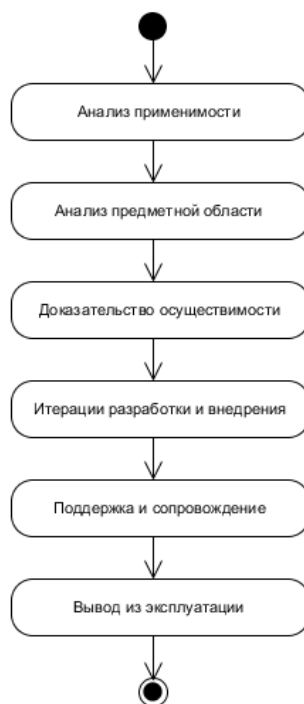 Анализ применимости
Анализ предметной области
Доказательство осуществимости
Итерации разработки и внедрения
Поддержка и сопровождение
Вывод из эксплуатации